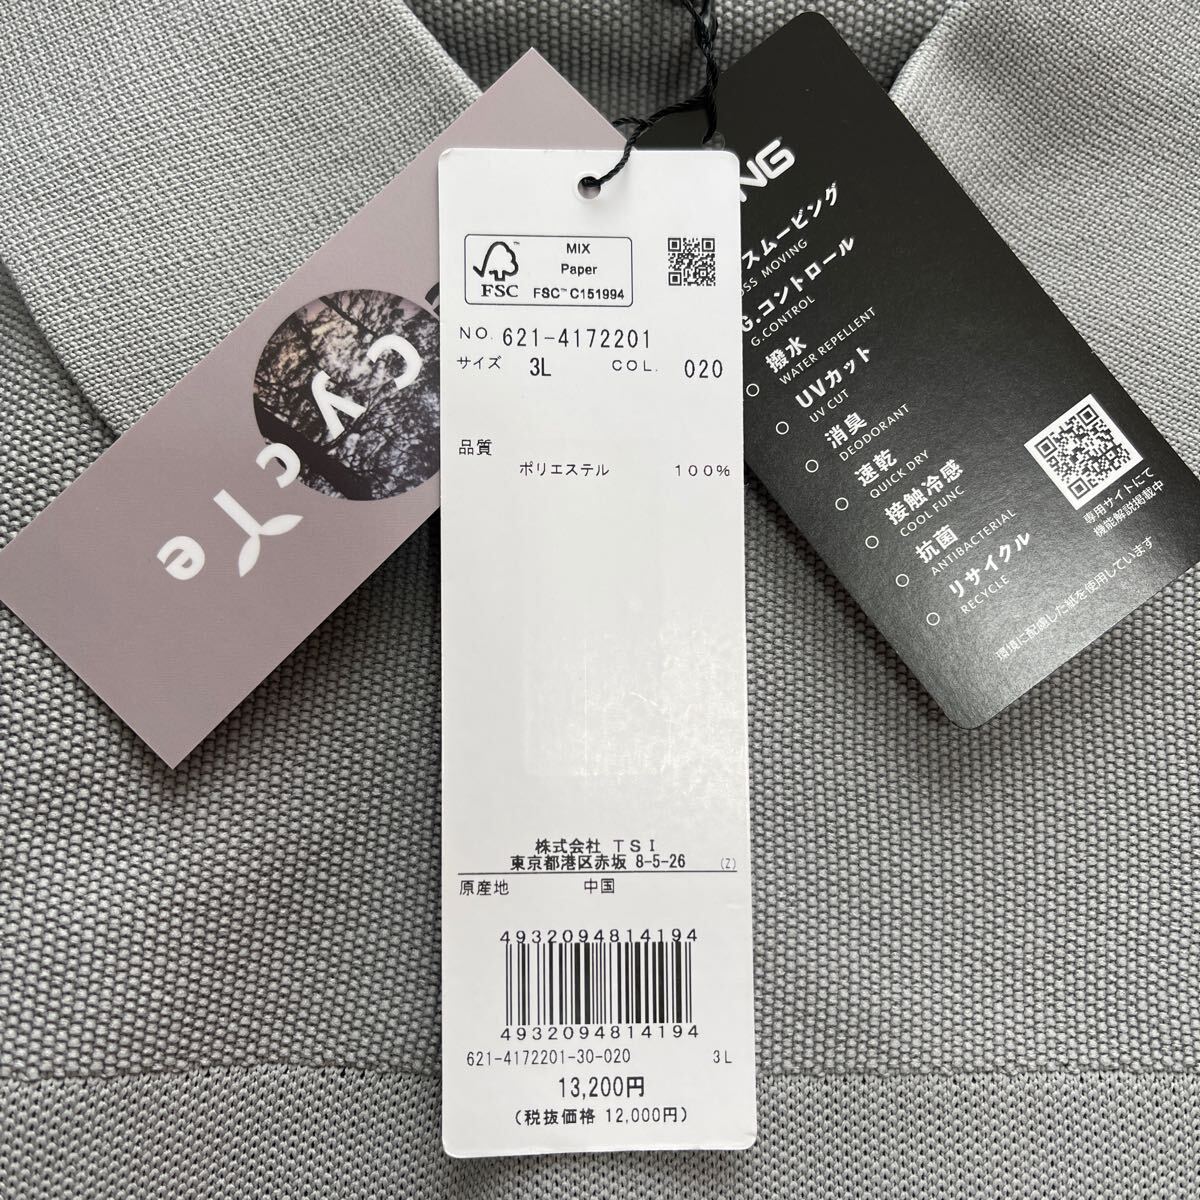 FSC
MIX
Paper
FSC™ C151994
NO. 621-4172201
サイズ 3L COL. 020
品質
ポリエステル 100%
株式会社 TSI
東京都港区赤坂 8-5-26 (Z)
原産地 中国
4932094814194
4932094814194
621-4172201-30-020 3L
13,200円
(税抜価格 12,000円)
cycle
NG
スムービング
OSS MOVING
G.コントロール
G.CONTROL
撥水
WATER REPELLENT
UVカット
UV CUT
消臭
DEODORANT
速乾
QUICK DRY
接触冷感
COOL FUNC
抗菌
ANTIBACTERIAL
リサイクル
RECYCLE
専用サイトにて
機能解説掲載中
環境に配慮した紙を使用しています